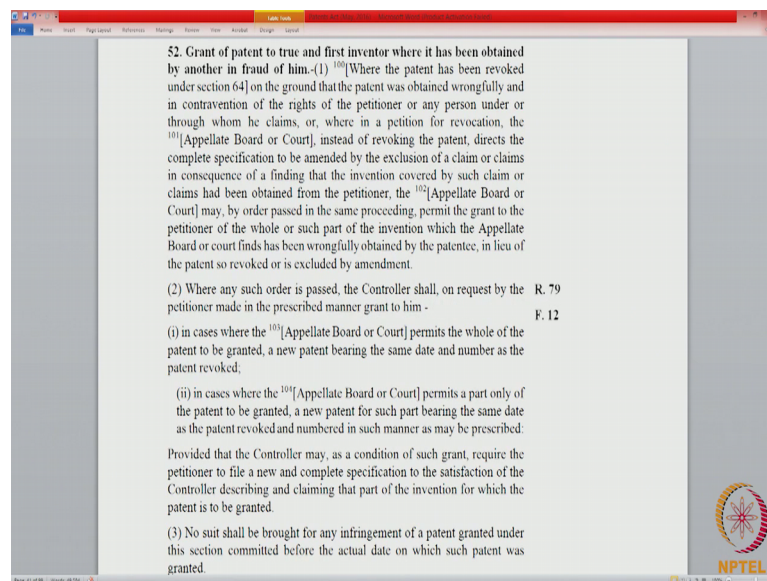 File Home Insert Page Layout References Mailings Review View Acrobat Design Layout
52. Grant of patent to true and first inventor where it has been obtained
by another in fraud of him.-(1) 100[Where the patent has been revoked
under section 64] on the ground that the patent was obtained wrongfully and
in contravention of the rights of the petitioner or any person under or
through whom he claims, or, where in a petition for revocation, the
101[Appellate Board or Court], instead of revoking the patent, directs the
complete specification to be amended by the exclusion of a claim or claims
in consequence of a finding that the invention covered by such claim or
claims had been obtained from the petitioner, the 102[Appellate Board or
Court] may, by order passed in the same proceeding, permit the grant to the
petitioner of the whole or such part of the invention which the Appellate
Board or court finds has been wrongfully obtained by the patentee, in lieu of
the patent so revoked or is excluded by amendment.
(2) Where any such order is passed, the Controller shall, on request by the R. 79
petitioner made in the prescribed manner grant to him -
F. 12
(i) in cases where the 103[Appellate Board or Court] permits the whole of the
patent to be granted, a new patent bearing the same date and number as the
patent revoked;
(ii) in cases where the 104[Appellate Board or Court] permits a part only of
the patent to be granted, a new patent for such part bearing the same date
as the patent revoked and numbered in such manner as may be prescribed:
Provided that the Controller may, as a condition of such grant, require the
petitioner to file a new and complete specification to the satisfaction of the
Controller describing and claiming that part of the invention for which the
patent is to be granted.
(3) No suit shall be brought for any infringement of a patent granted under
this section committed before the actual date on which such patent was
granted.
NPTEL